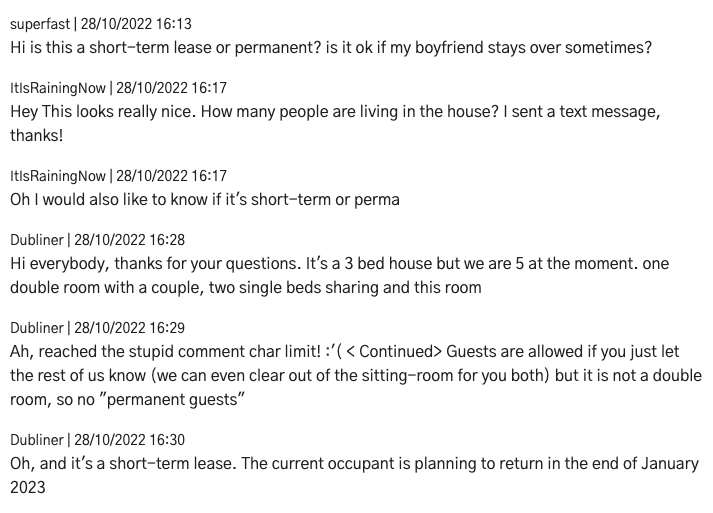 superfast | 28/10/2022 16:13
Hi is this a short-term lease or permanent? is it ok if my boyfriend stays over sometimes?
ItIsRainingNow | 28/10/2022 16:17
Hey This looks really nice. How many people are living in the house? I sent a text message,
thanks!
ItIsRainingNow | 28/10/2022 16:17
Oh I would also like to know if it's short-term or perma
Dubliner | 28/10/2022 16:28
Hi everybody, thanks for your questions. It's a 3 bed house but we are 5 at the moment. one
double room with a couple, two single beds sharing and this room
Dubliner | 28/10/2022 16:29
Ah, reached the stupid comment char limit! :'( < Continued> Guests are allowed if you just let
the rest of us know (we can even clear out of the sitting-room for you both) but it is not a double
room, so no "permanent guests"
Dubliner | 28/10/2022 16:30
Oh, and it's a short-term lease. The current occupant is planning to return in the end of January
2023